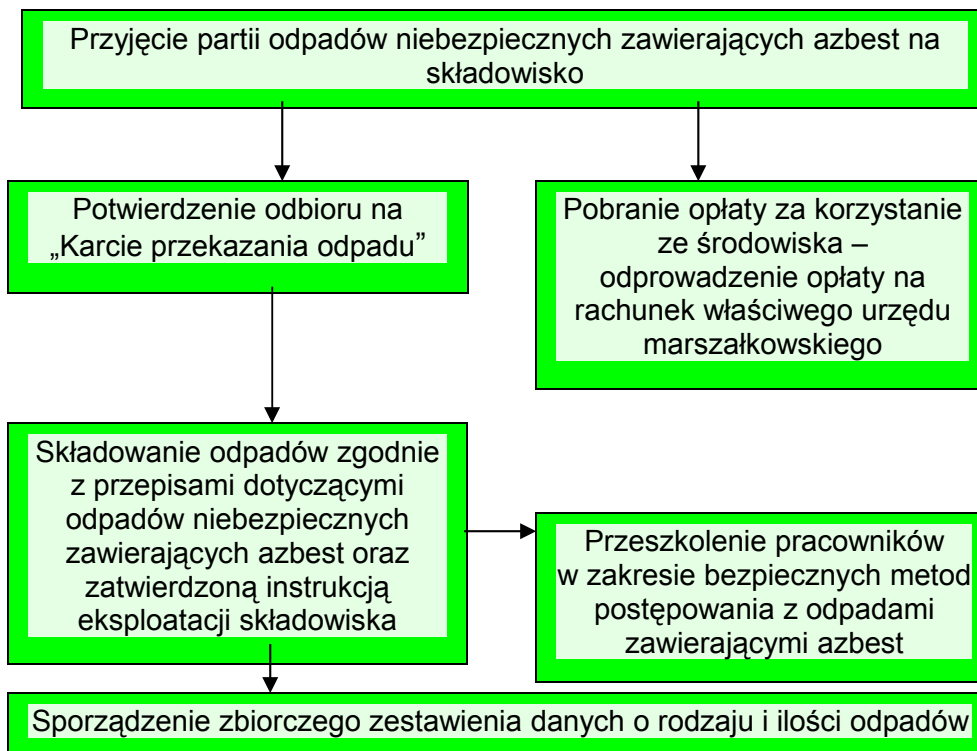 Przyjęcie partii odpadów niebezpiecznych zawierających azbest na
składowisko
Potwierdzenie odbioru na
„Karcie przekazania odpadu”
Pobranie opłaty za korzystanie
ze środowiska –
odprowadzenie opłaty na
rachunek właściwego urzędu
marszałkowskiego
Składowanie odpadów zgodnie
z przepisami dotyczącymi
odpadów niebezpiecznych
zawierających azbest oraz
zatwierdzoną instrukcją
eksploatacji składowiska
Przeszkolenie pracowników
w zakresie bezpiecznych metod
postępowania z odpadami
zawierającymi azbest
Sporządzenie zbiorczego zestawienia danych o rodzaju i ilości odpadów